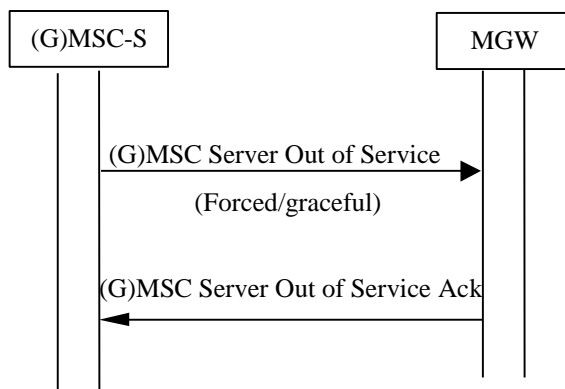 (G)MSC-S
MGW
(G)MSC Server Out of Service
(Forced/graceful)
(G)MSC Server Out of Service Ack